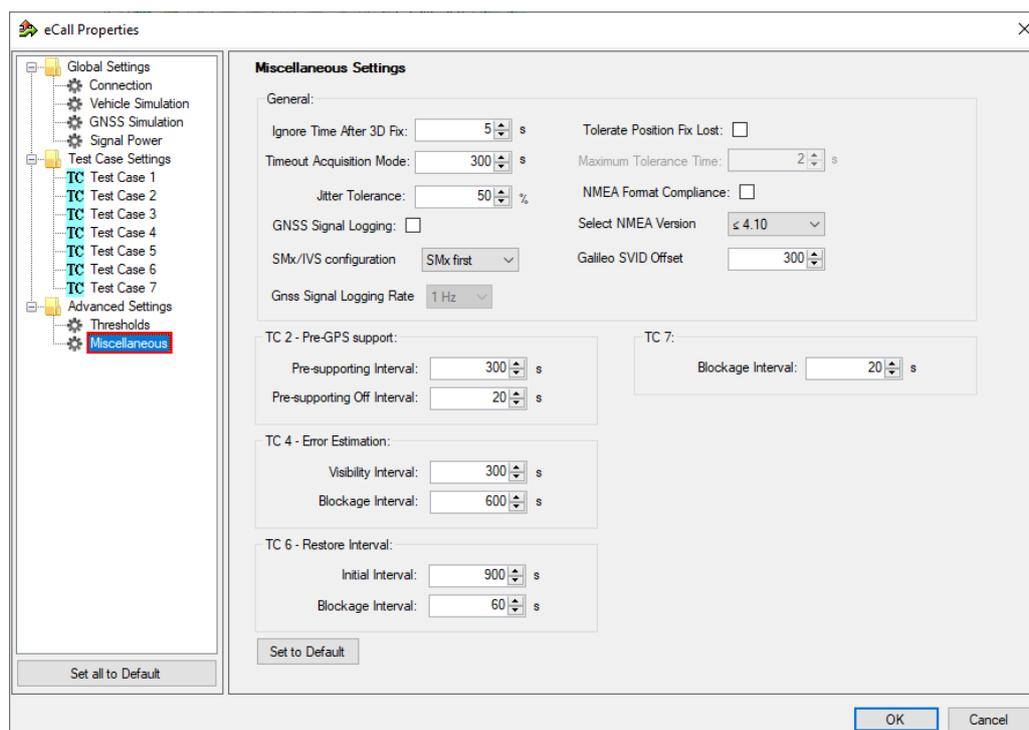 eCall Properties
Global Settings
Connection
Vehicle Simulation
GNSS Simulation
Signal Power
Test Case Settings
TC Test Case 1
TC Test Case 2
TC Test Case 3
TC Test Case 4
TC Test Case 5
TC Test Case 6
TC Test Case 7
Advanced Settings
Thresholds
Miscellaneous
Set all to Default
Miscellaneous Settings
General:
Ignore Time After 3D Fix: 5 s
Timeout Acquisition Mode: 300 s
Jitter Tolerance: 50 %
GNSS Signal Logging:
SMx/IVS configuration SMx first
Gnss Signal Logging Rate 1 Hz
Tolerate Position Fix Lost:
Maximum Tolerance Time: 2 s
NMEA Format Compliance:
Select NMEA Version ≤ 4.10
Galileo SVID Offset 300
TC 2 - Pre-GPS support:
Pre-supporting Interval: 300 s
Pre-supporting Off Interval: 20 s
TC 7:
Blockage Interval: 20 s
TC 4 - Error Estimation:
Visibility Interval: 300 s
Blockage Interval: 600 s
TC 6 - Restore Interval:
Initial Interval: 900 s
Blockage Interval: 60 s
Set to Default
OK
Cancel